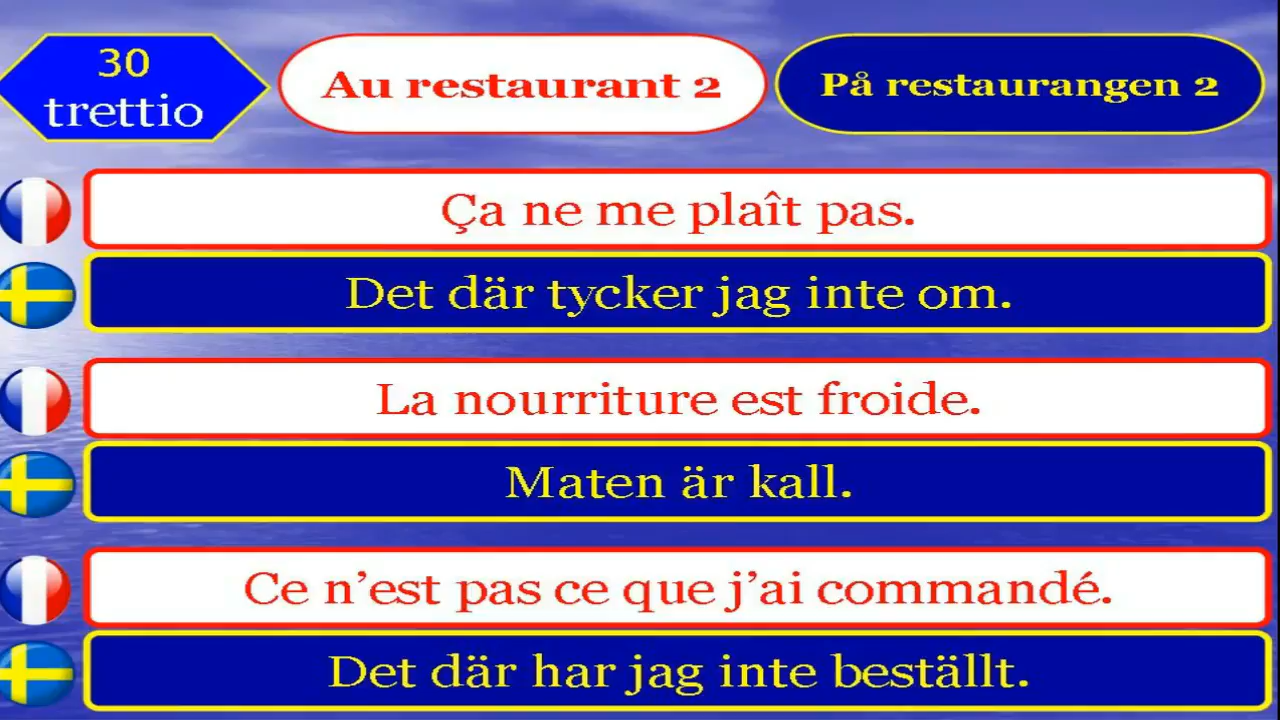 30
trettio
Au restaurant 2
På restaurangen 2
Ça ne me plaît pas.
Det där tycker jag inte om.
La nourriture est froide.
Maten är kall.
Ce n’est pas ce que j’ai commandé.
Det där har jag inte beställt.